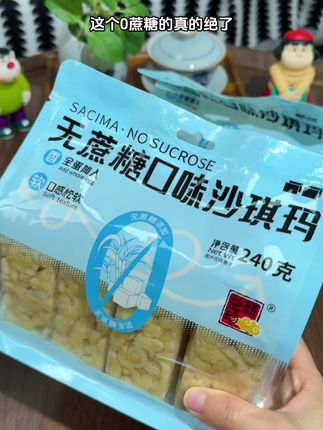 这个0蔗糖的真的绝了
SACIMA·NO SUCROSE
无蔗糖口味沙琪玛
全蛋加入
Add whole egg
软 口感松软
Soft texture
无蔗糖添加
净含量
Net Wt
240克